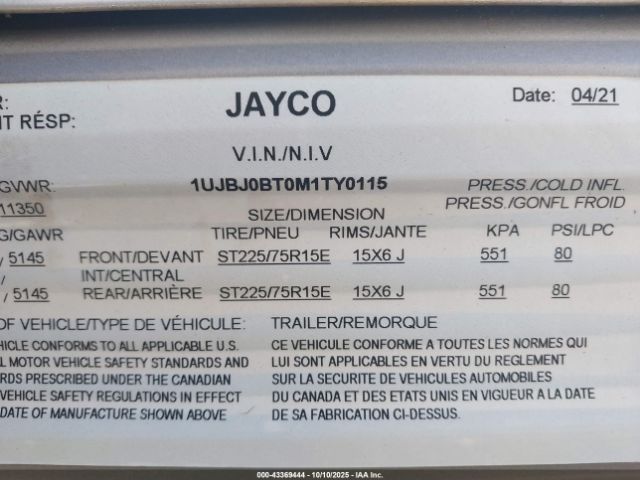 R: JAYCO Date: 04/21
T RÉSP:
V.I.N./N.I.V
GVWR: 1UJBJ0BT0M1TY0115 PRESS./COLD INFL.
11350 SIZE/DIMENSION PRESS./GONFL FROID
G/GAWR TIRE/PNEU RIMS/JANTE KPA PSI/LPC
/ 5145 FRONT/DEVANT ST225/75R15E 15X6 J 551 80
/ INT/CENTRAL
/ 5145 REAR/ARRIÈRE ST225/75R15E 15X6 J 551 80
OF VEHICLE/TYPE DE VÉHICULE: TRAILER/REMORQUE
HICLE CONFORMS TO ALL APPLICABLE U.S. CE VEHICULE CONFORME A TOUTES LES NORMES QUI
L MOTOR VEHICLE SAFETY STANDARDS AND LUI SONT APPLICABLES EN VERTU DU REGLEMENT
RDS PRESCRIBED UNDER THE CANADIAN SUR LA SECURITE DE VEHICULES AUTOMOBILES
VEHICLE SAFETY REGULATIONS IN EFFECT DU CANADA ET DES ETATS UNIS EN VIGUEUR A LA DATE
DATE OF MANUFACTURE SHOWN ABOVE DE SA FABRICATION CI-DESSUS.
000-43369444 - 10/10/2025 - IAA Inc.